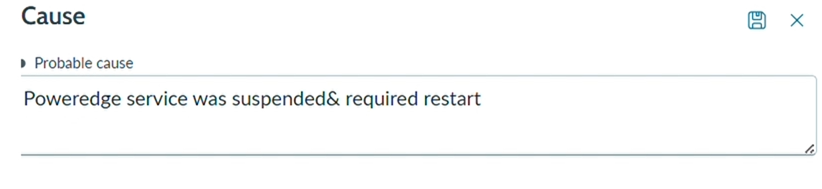 Cause
Probable cause
Poweredge service was suspended& required restart